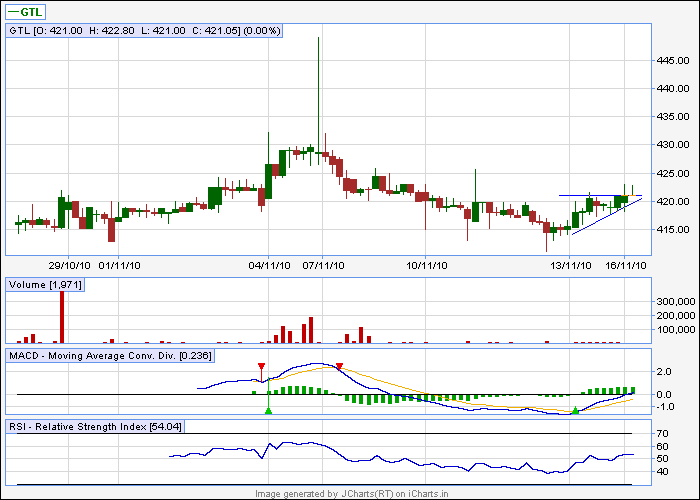 GTL
GTL [O: 421.00 H: 422.80 L: 421.00 C: 421.05] (0.00%)
445.00
440.00
435.00
430.00
425.00
420.00
415.00
29/10/10 01/11/10 04/11/10 07/11/10 10/11/10 13/11/10 16/11/10
Volume [1,971]
300,000
200,000
100,000
MACD - Moving Average Conv. Div. [0.236]
2.0
1.0
0.0
-1.0
RSI - Relative Strength Index [54.04]
70
60
50
40
Image generated by JCharts(RT) on iCharts.in